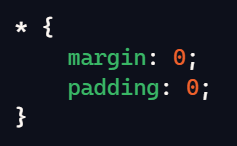 * {
    margin: 0;
    padding: 0;
}